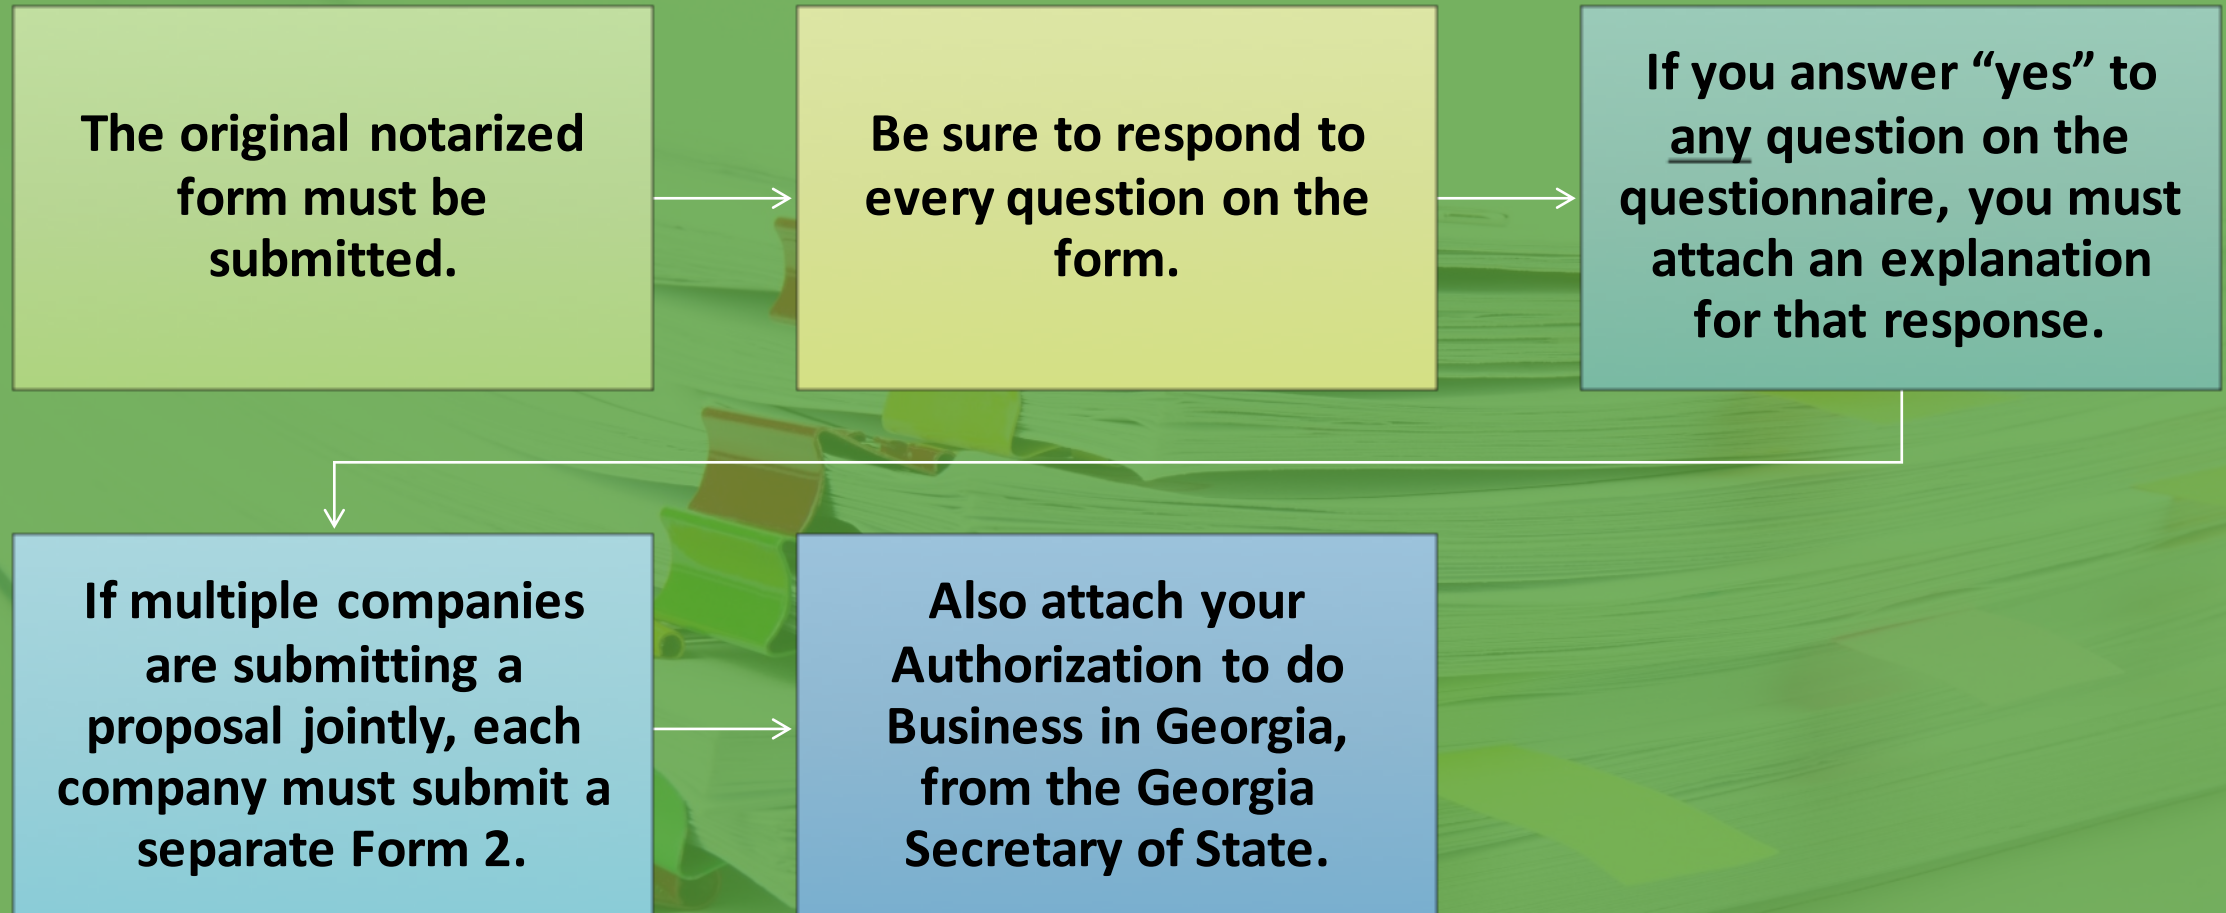 The original notarized
form must be
submitted.
Be sure to respond to
every question on the
form.
If you answer “yes” to
any question on the
questionnaire, you must
attach an explanation
for that response.
If multiple companies
are submitting a
proposal jointly, each
company must submit a
separate Form 2.
Also attach your
Authorization to do
Business in Georgia,
from the Georgia
Secretary of State.